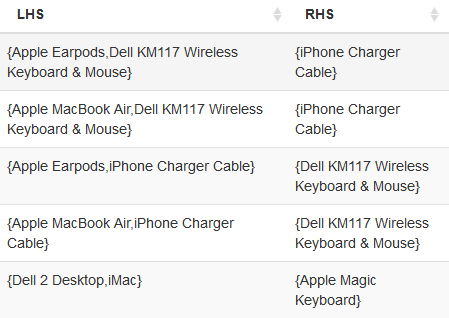 LHS RHS
{Apple Earpods,Dell KM117 Wireless {iPhone Charger
Keyboard & Mouse} Cable}
{Apple MacBook Air,Dell KM117 Wireless {iPhone Charger
Keyboard & Mouse} Cable}
{Apple Earpods,iPhone Charger Cable} {Dell KM117 Wireless
Keyboard & Mouse}
{Apple MacBook Air,iPhone Charger {Dell KM117 Wireless
Cable} Keyboard & Mouse}
{Dell 2 Desktop,iMac} {Apple Magic
Keyboard}